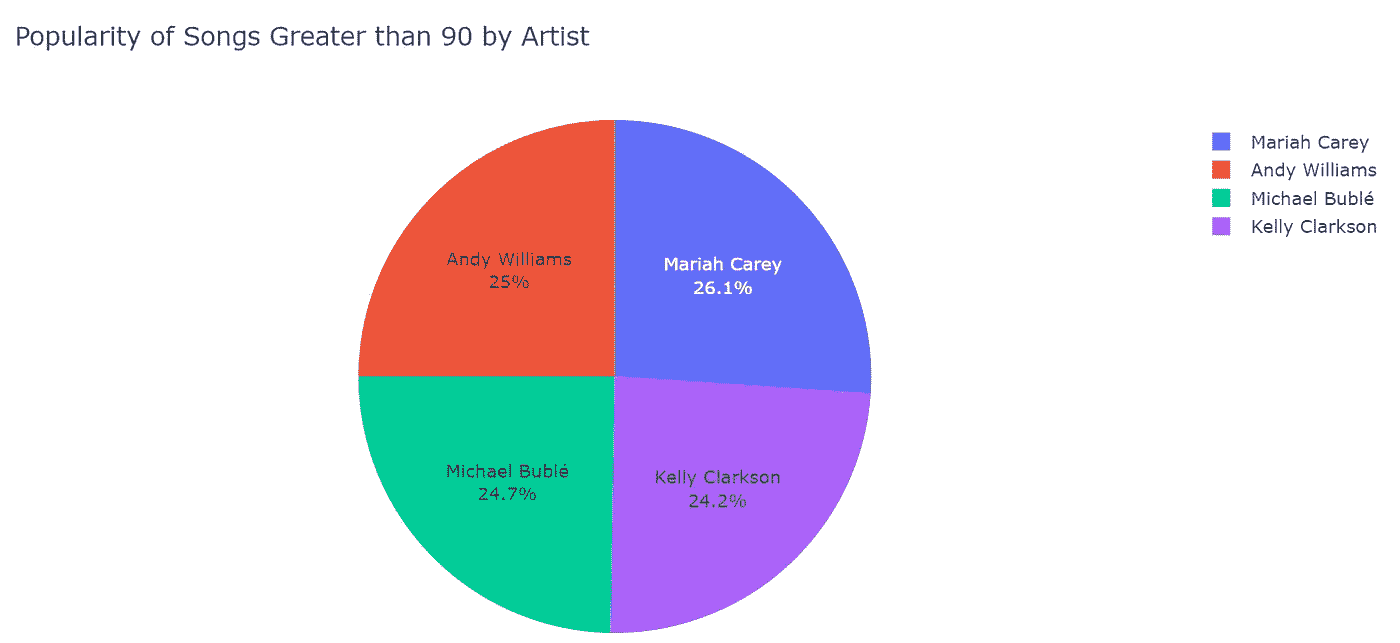 Popularity of Songs Greater than 90 by Artist
Mariah Carey
Andy Williams
Michael Bublé
Kelly Clarkson
Andy Williams
25%
Mariah Carey
26.1%
Michael Bublé
24.7%
Kelly Clarkson
24.2%